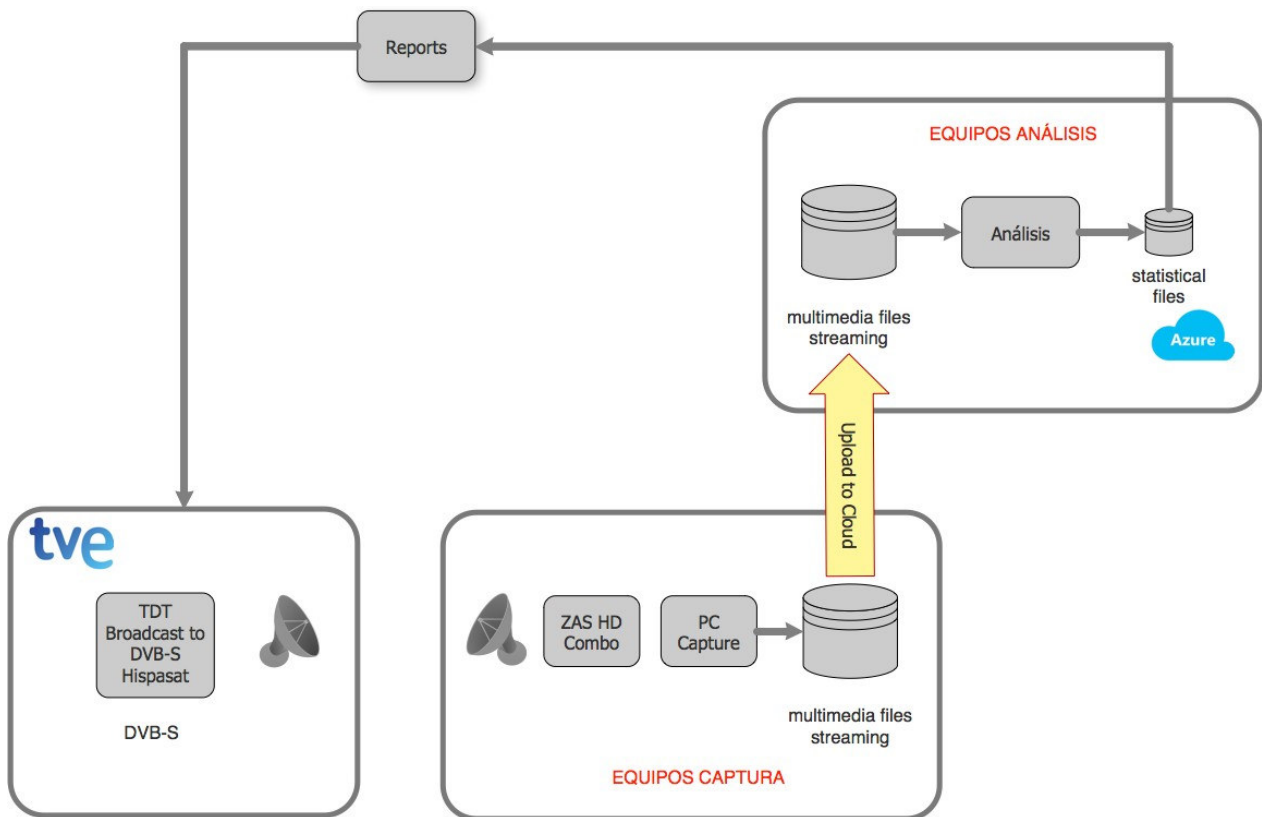 Reports
EQUIPOS ANÁLISIS
Análisis
multimedia files
streaming
statistical
files
Azure
Upload to Cloud
tve
TDT
Broadcast to
DVB-S
Hispasat
DVB-S
ZAS HD
Combo
PC
Capture
multimedia files
streaming
EQUIPOS CAPTURA